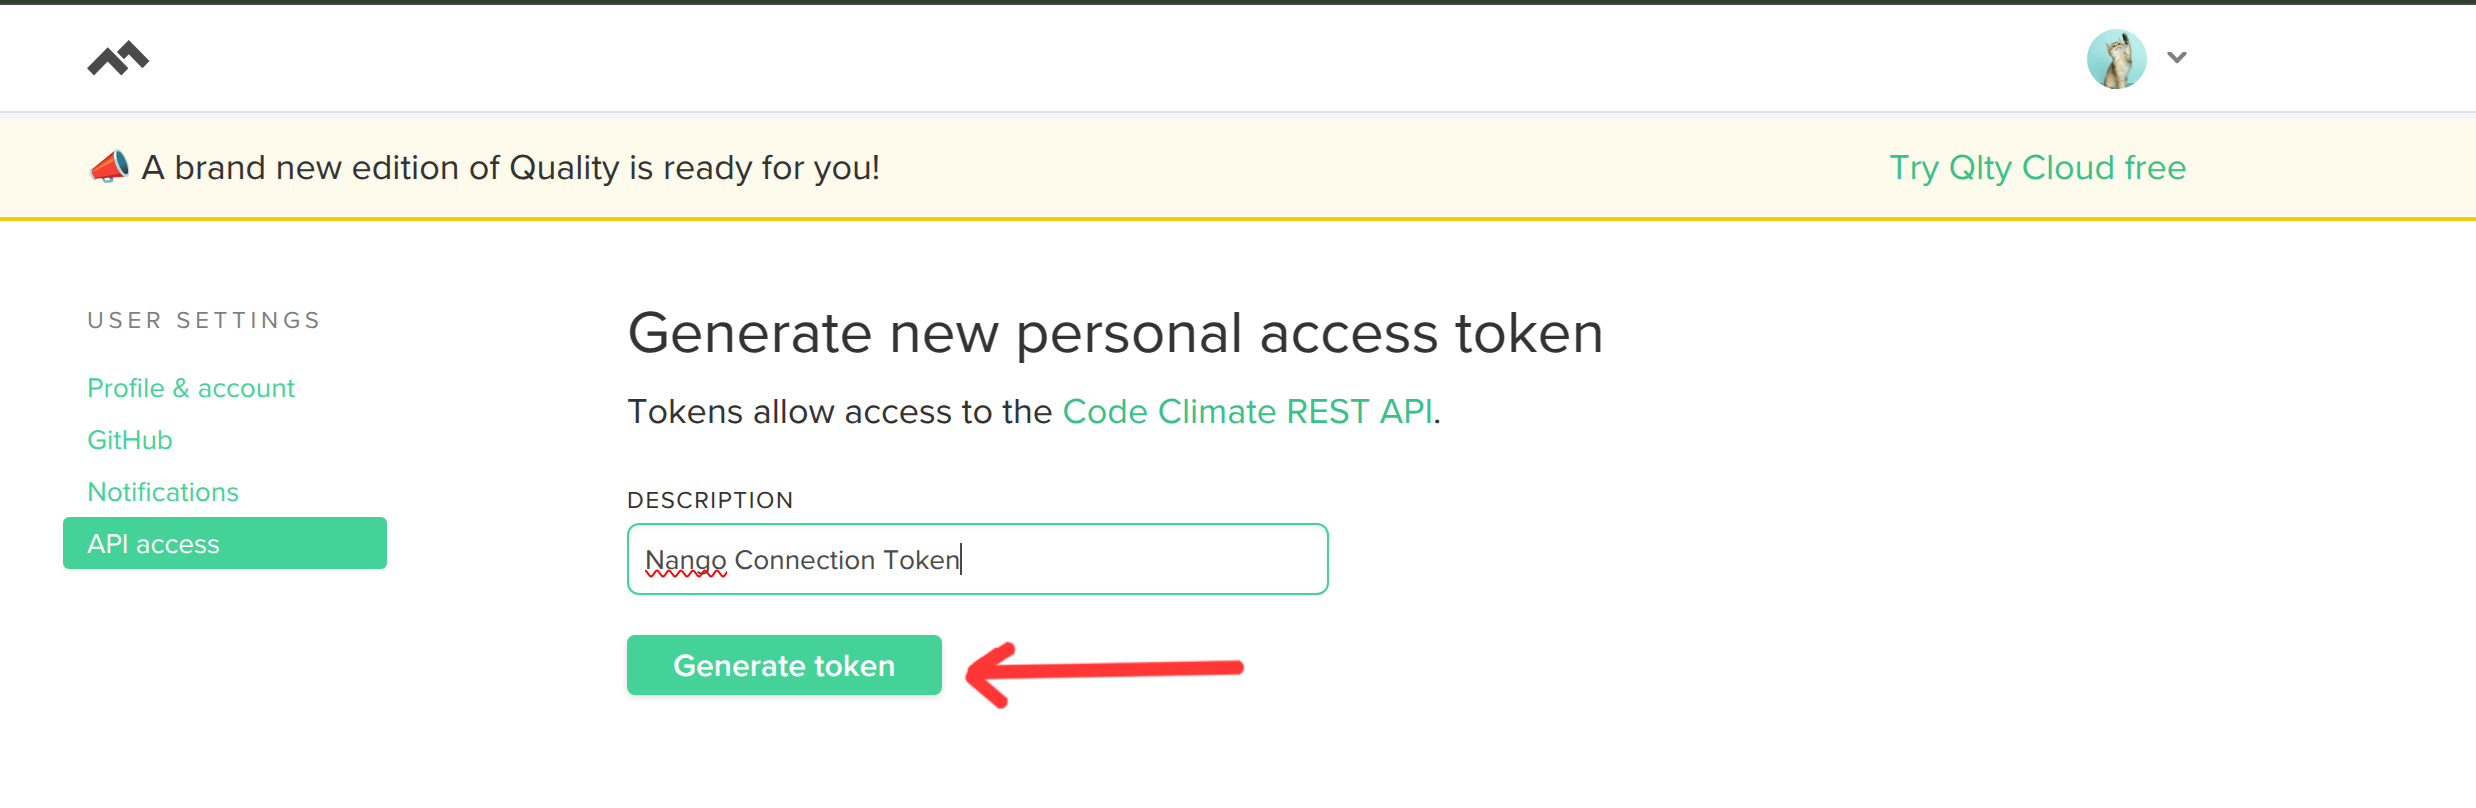 A brand new edition of Quality is ready for you!
Try Qlty Cloud free
USER SETTINGS
Profile & account
GitHub
Notifications
API access
Generate new personal access token
Tokens allow access to the Code Climate REST API.
DESCRIPTION
Nango Connection Token
Generate token